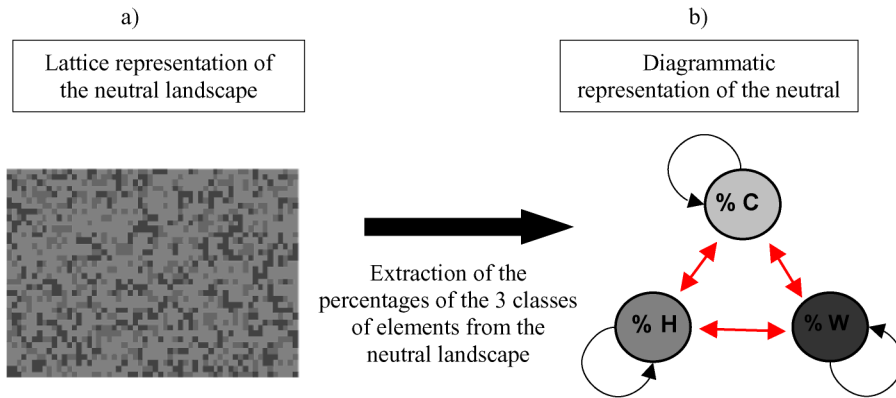 a)
Lattice representation of
the neutral landscape
b)
Diagrammatic
representation of the neutral
Extraction of the
percentages of the 3 classes
of elements from the
neutral landscape
% C
% H
% W